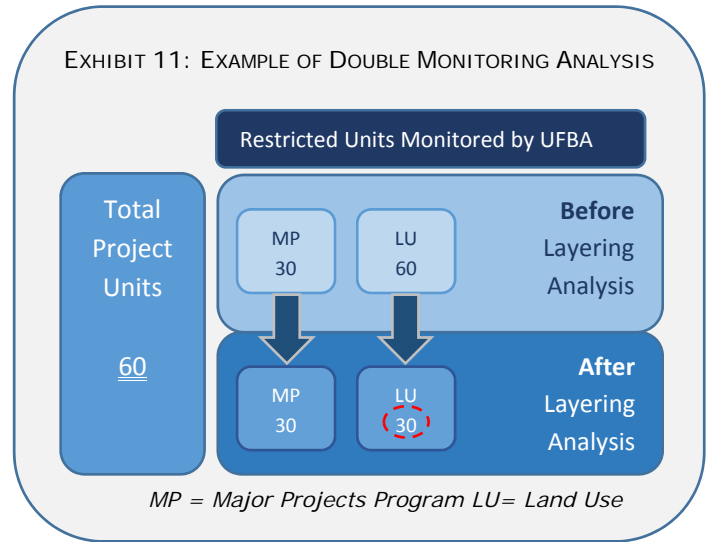 EXHIBIT 11: EXAMPLE OF DOUBLE MONITORING ANALYSIS
Restricted Units Monitored by UFBA
Total
Project
Units
60
MP
30
LU
60
Before
Layering
Analysis
MP
30
LU
30
After
Layering
Analysis
MP = Major Projects Program LU= Land Use